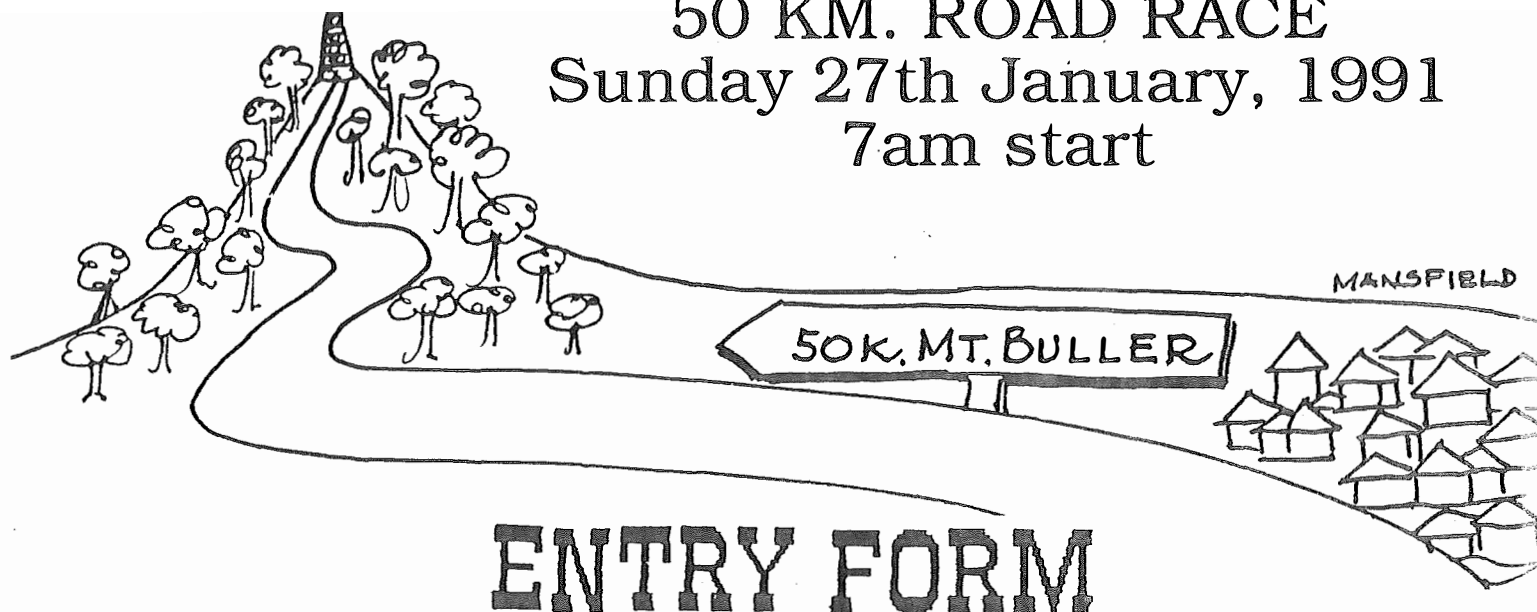 50 KM. ROAD RACE
Sunday 27th January, 1991
7am start
MANSFIELD
50K. MT. BULLER
ENTRY FORM